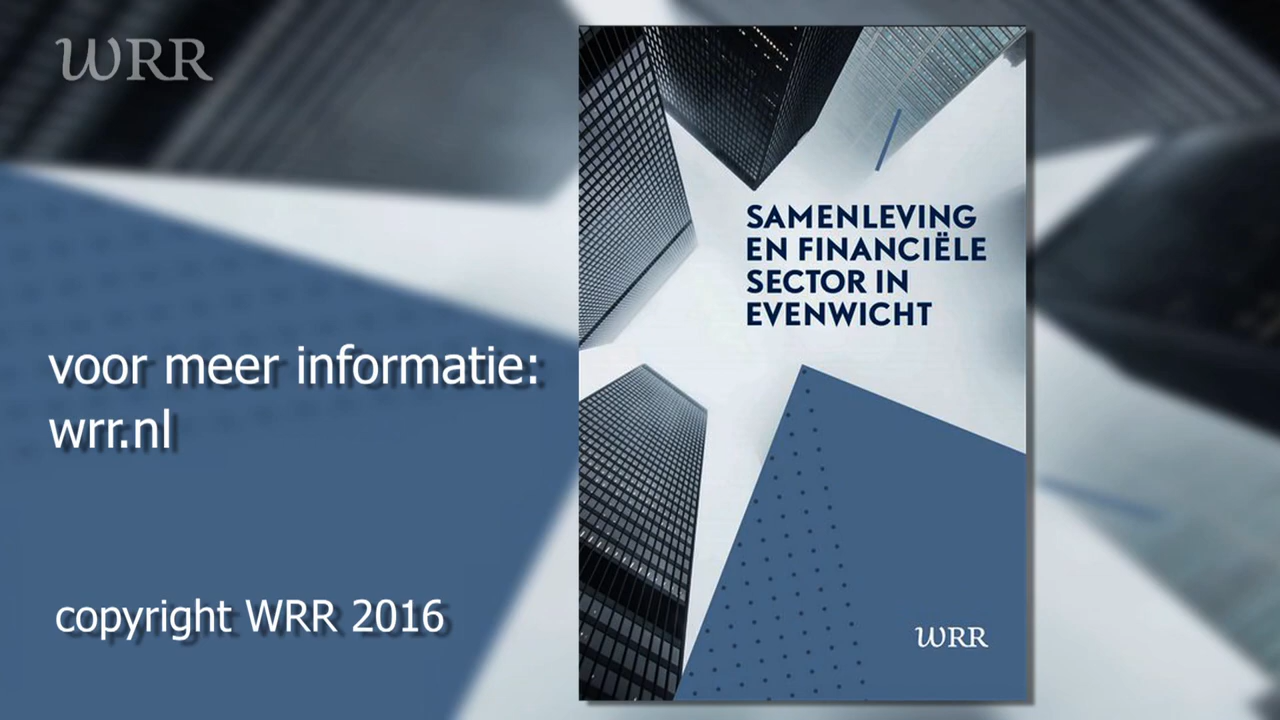 WRR
SAMENLEVING
EN FINANCIËLE
SECTOR IN
EVENWICHT
voor meer informatie:
wrr.nl
copyright WRR 2016
WRR